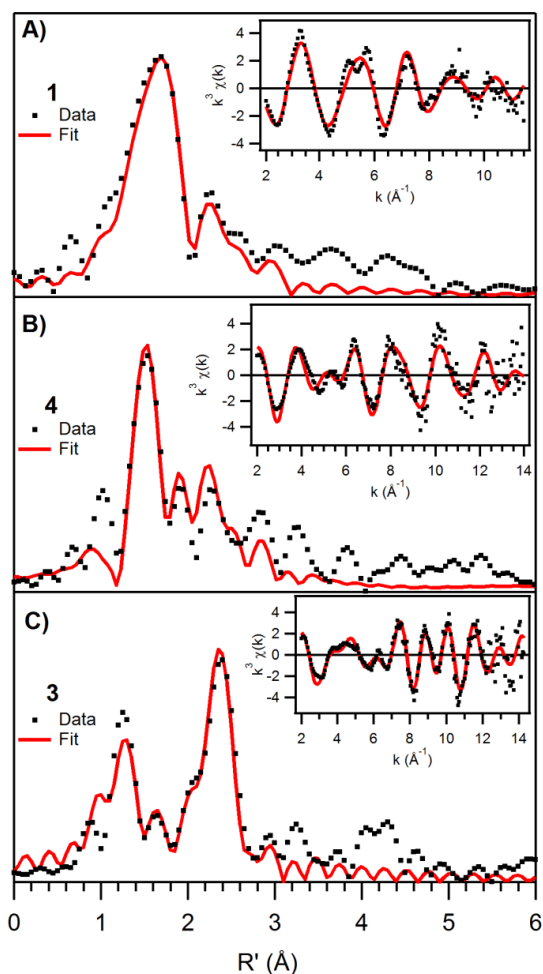 A)
1
Data
Fit
k³ χ(k)
4
2
0
-2
-4
2 4 6 8 10
k (Å⁻¹)
B)
4
Data
Fit
k³ χ(k)
4
2
0
-2
-4
2 4 6 8 10 12 14
k (Å⁻¹)
C)
3
Data
Fit
k³ χ(k)
4
2
0
-2
-4
2 4 6 8 10 12 14
k (Å⁻¹)
0 1 2 3 4 5 6
R' (Å)